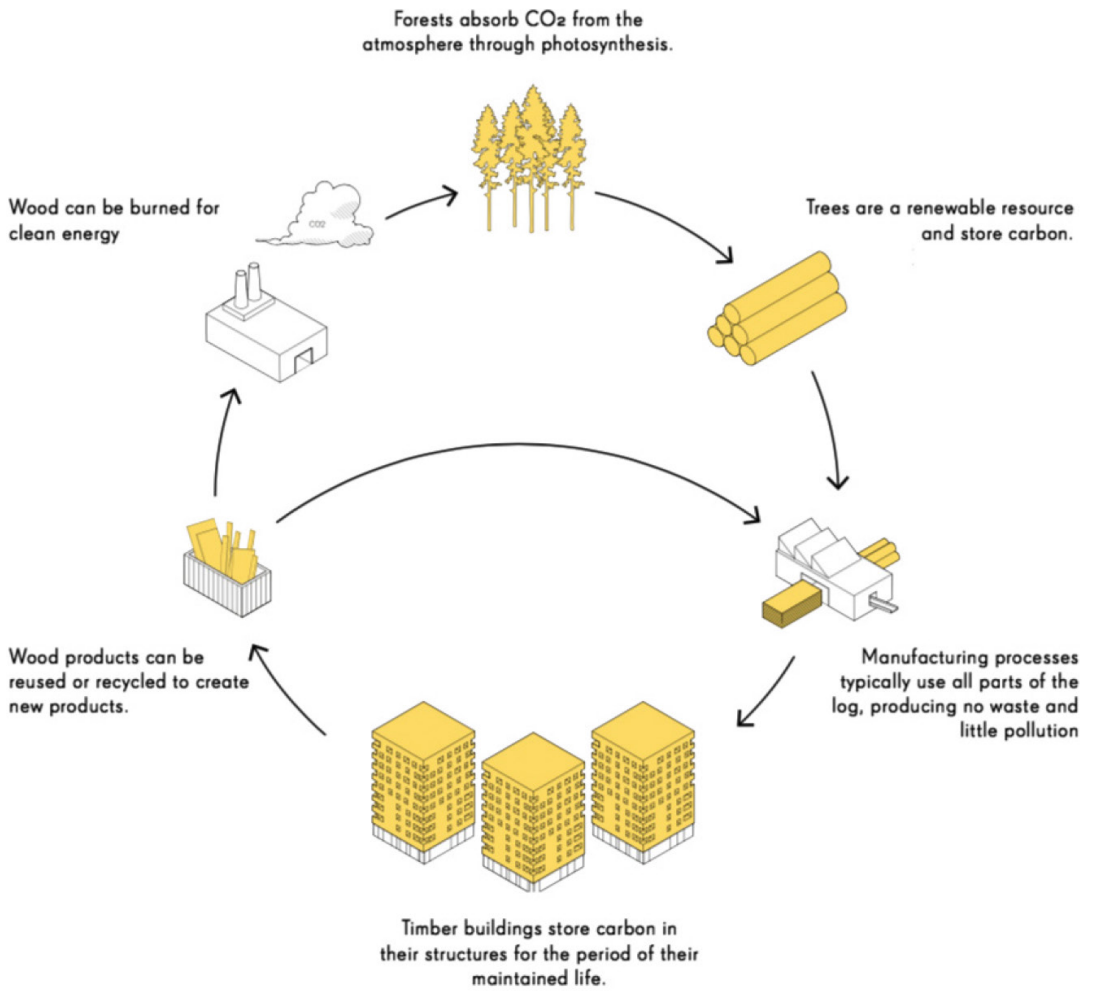 Forests absorb CO2 from the
atmosphere through photosynthesis.
Wood can be burned for
clean energy
CO2
Trees are a renewable resource
and store carbon.
Wood products can be
reused or recycled to create
new products.
Manufacturing processes
typically use all parts of the
log, producing no waste and
little pollution
Timber buildings store carbon in
their structures for the period of their
maintained life.